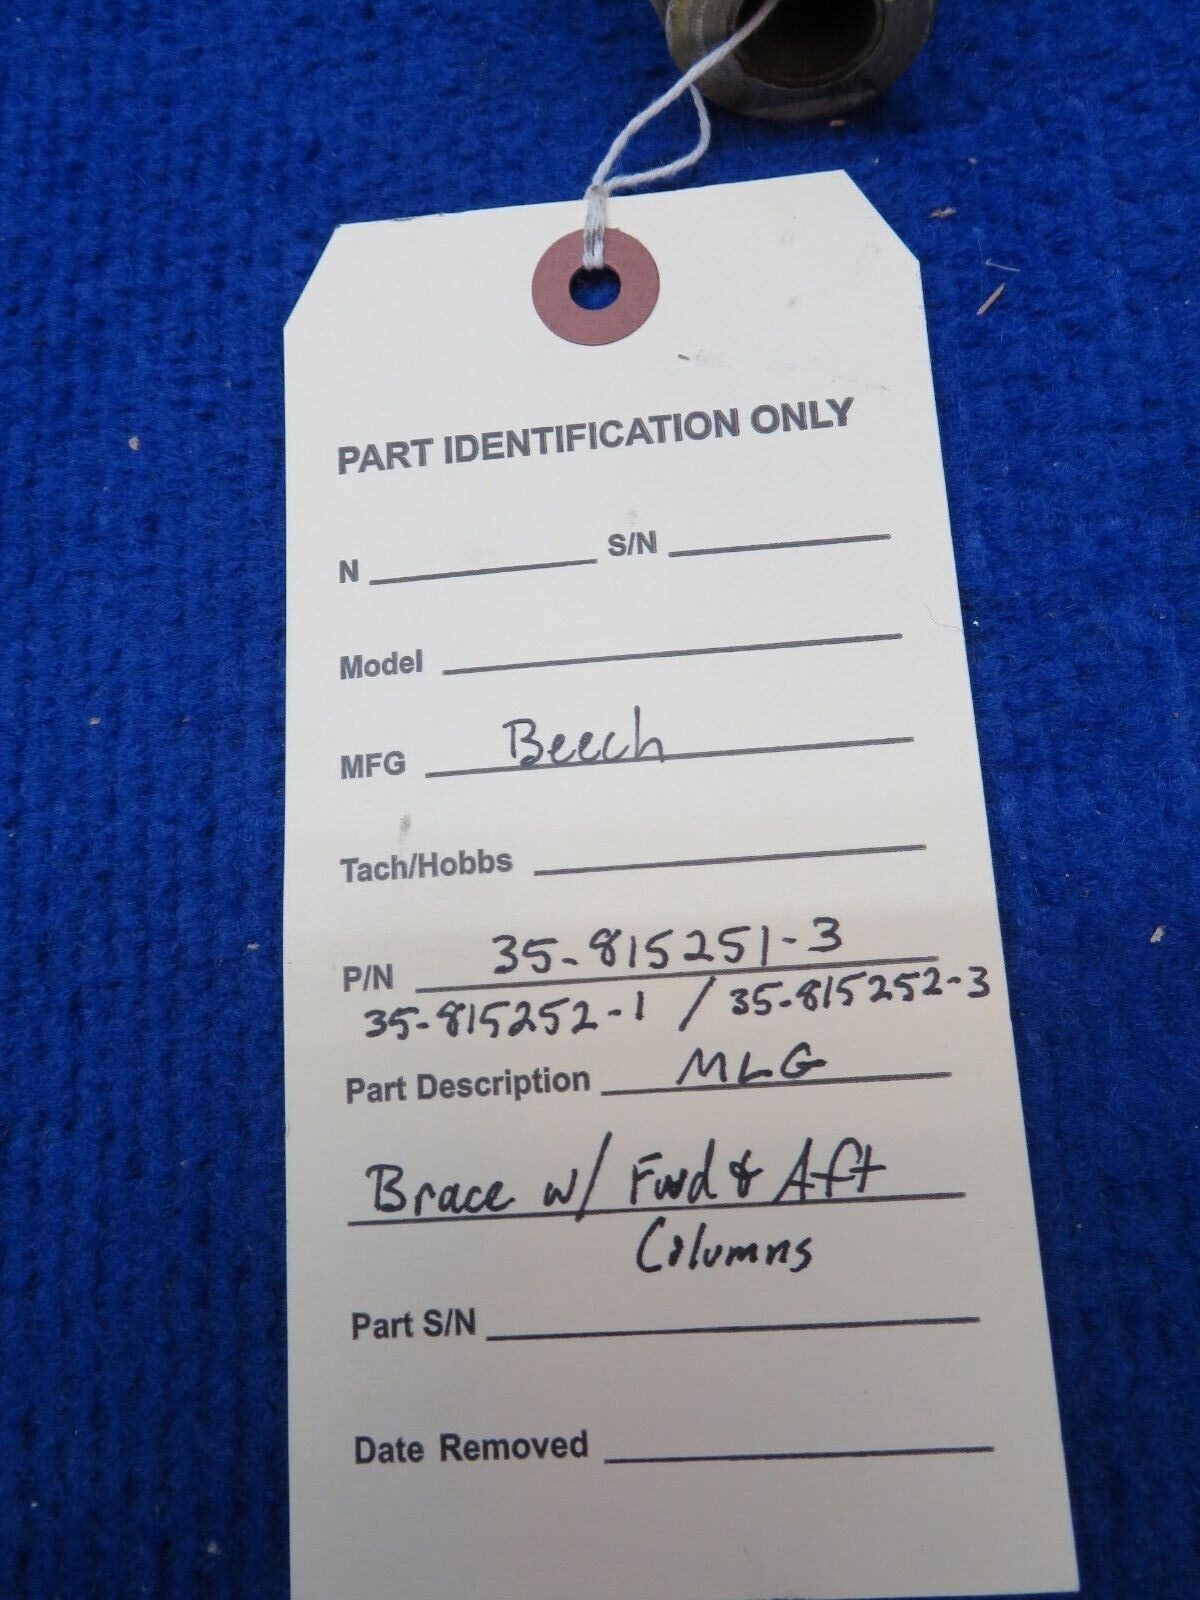 PART IDENTIFICATION ONLY
N S/N
Model
MFG Beech
Tach/Hobbs
P/N 35-815251-3
35-815252-1 / 35-815252-3
Part Description MLG
Brace w/ Fwd & Aft
Columns
Part S/N
Date Removed